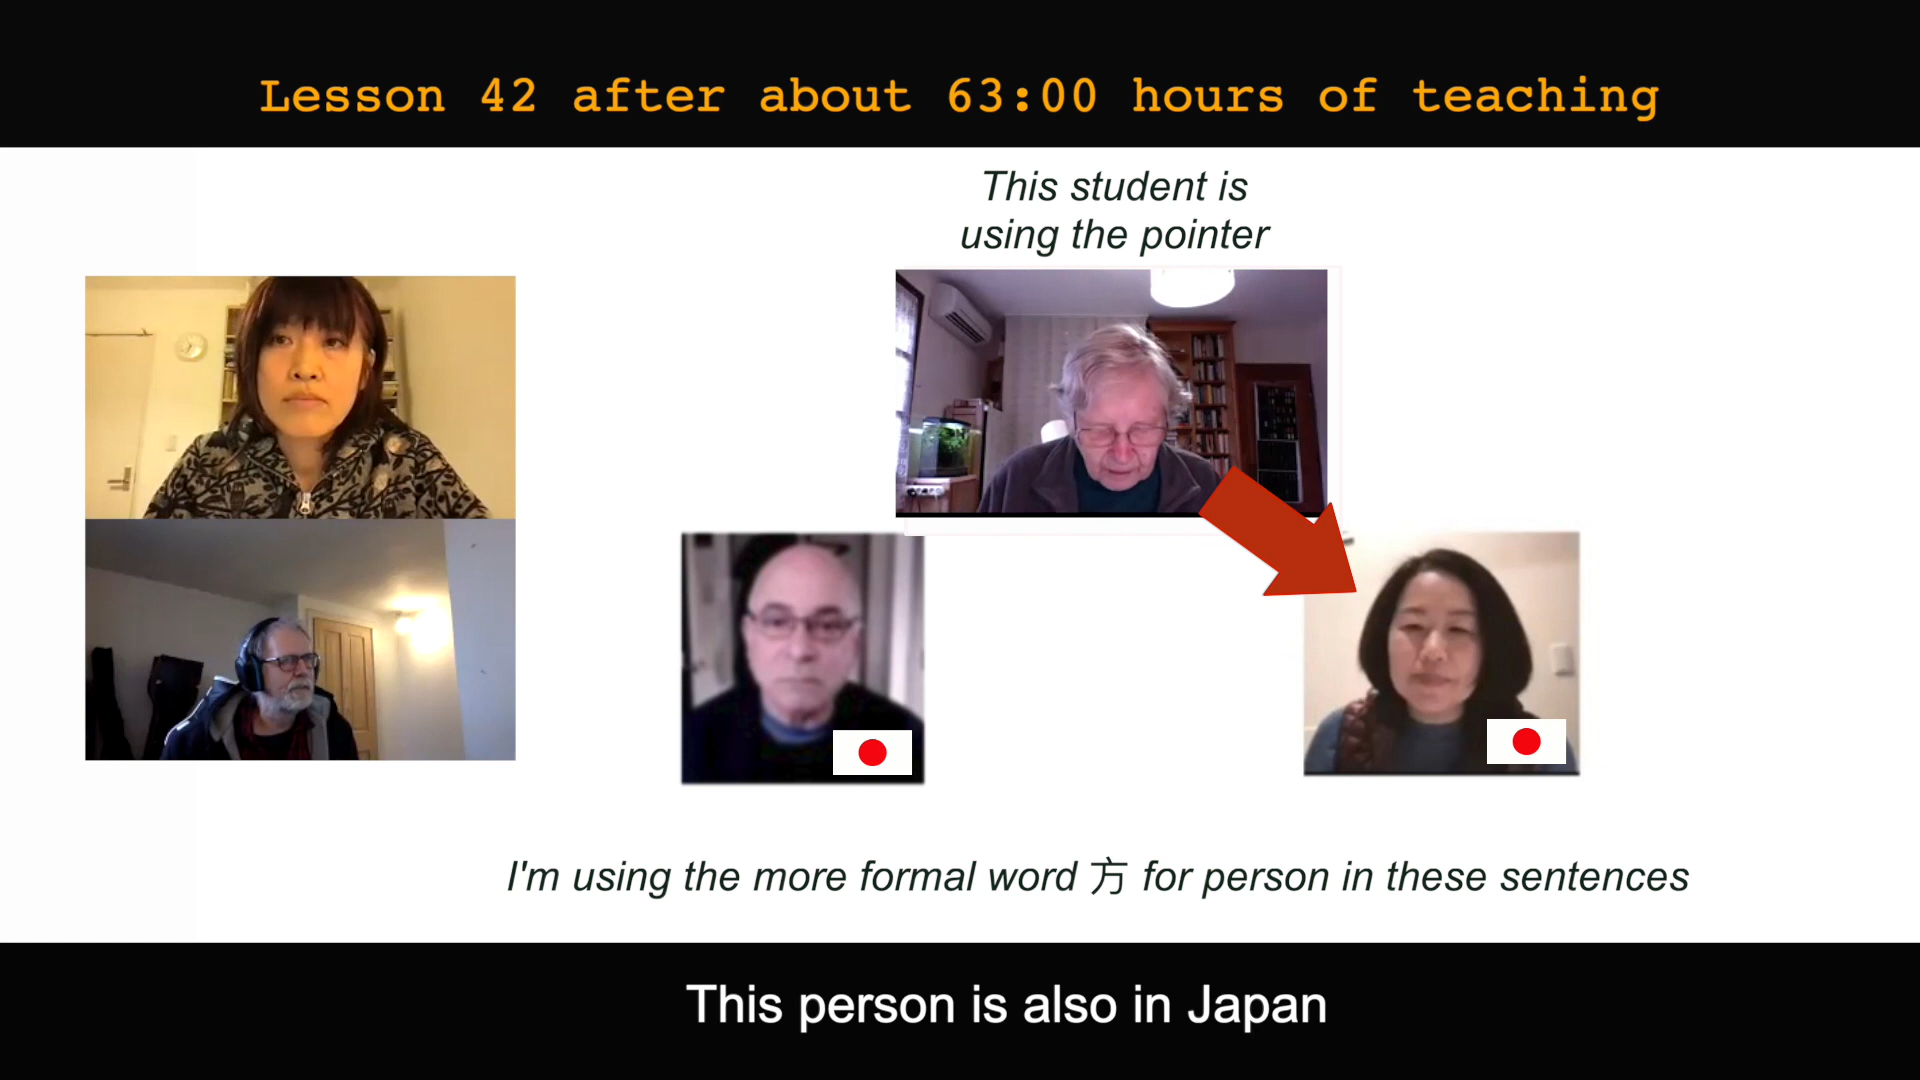 Lesson 42 after about 63:00 hours of teaching
This student is
using the pointer
I'm using the more formal word 方 for person in these sentences
This person is also in Japan